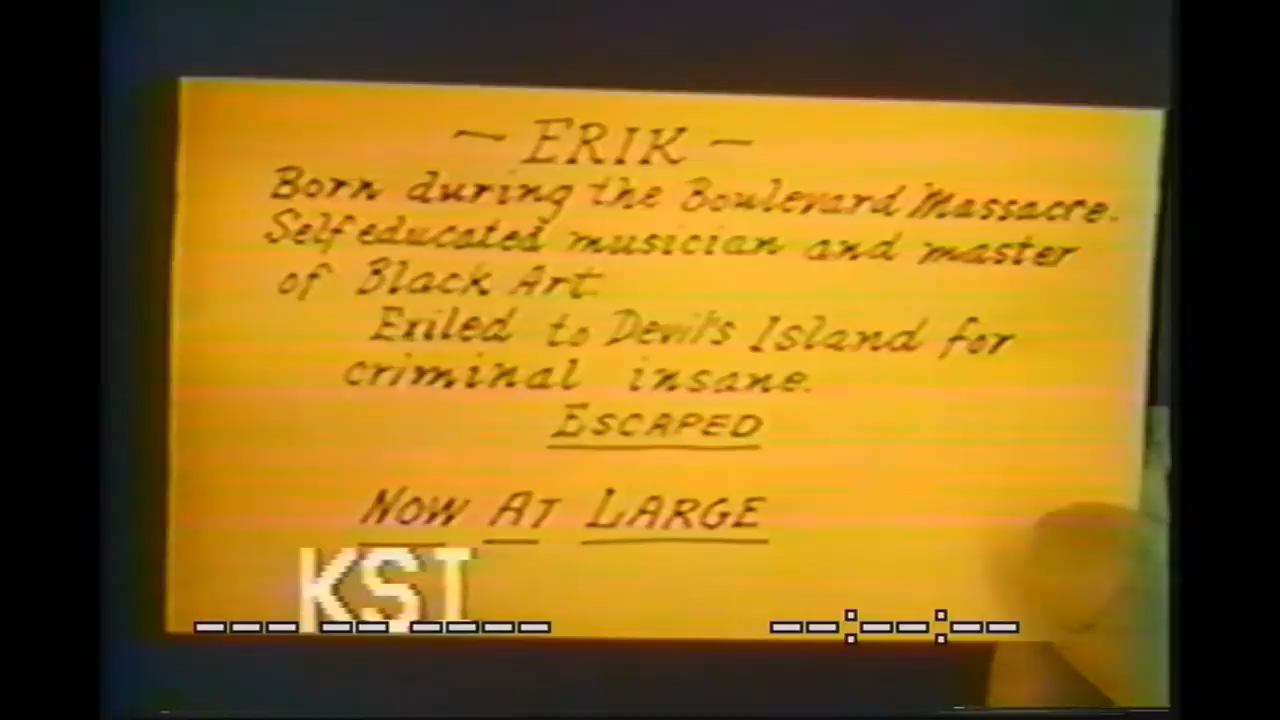 ~ ERIK ~
Born during the Boulevard Massacre.
Self educated musician and master
of Black Art.
Exiled to Devil's Island for
criminal insane.
ESCAPED
NOW AT LARGE
KSI
--- -- ---- --:--:--